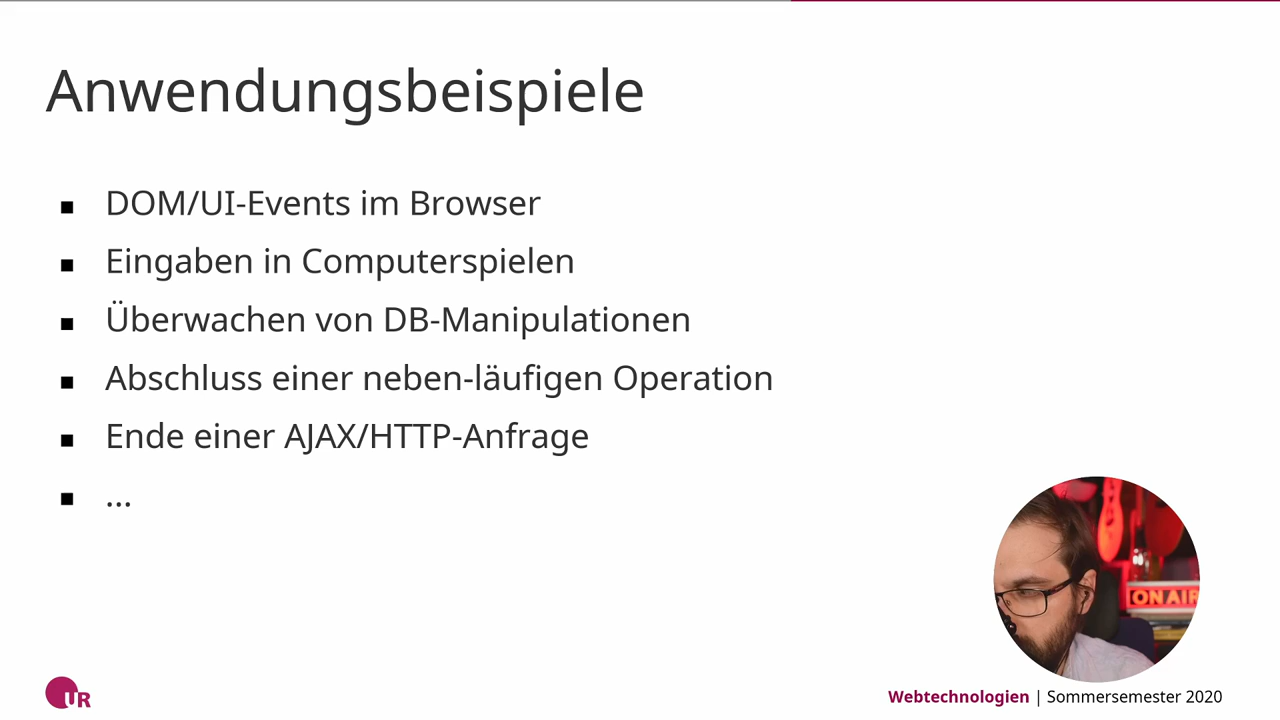 Anwendungsbeispiele
DOM/UI-Events im Browser
Eingaben in Computerspielen
Überwachen von DB-Manipulationen
Abschluss einer neben-läufigen Operation
Ende einer AJAX/HTTP-Anfrage
...
ON AIR
UR
Webtechnologien | Sommersemester 2020